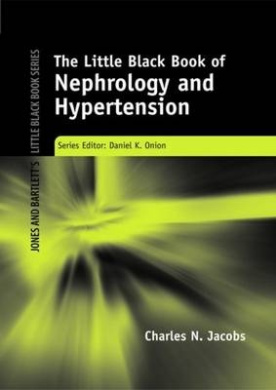 The Little Black Book of
Nephrology and
Hypertension
Series Editor: Daniel K. Onion
JONES AND BARTLETT'S LITTLE BLACK BOOK SERIES
Charles N. Jacobs